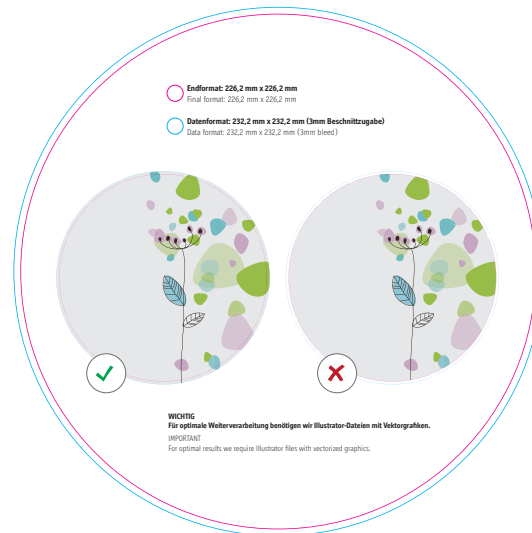 Endformat: 226,2 mm x 226,2 mm
Final format: 226,2 mm x 226,2 mm
Datenformat: 232,2 mm x 232,2 mm (3mm Beschnittzugabe)
Data format: 232,2 mm x 232,2 mm (3mm bleed)
WICHTIG
Für optimale Weiterverarbeitung benötigen wir Illustrator-Dateien mit Vektorgrafiken.
IMPORTANT
For optimal results we require Illustrator files with vectorized graphics.